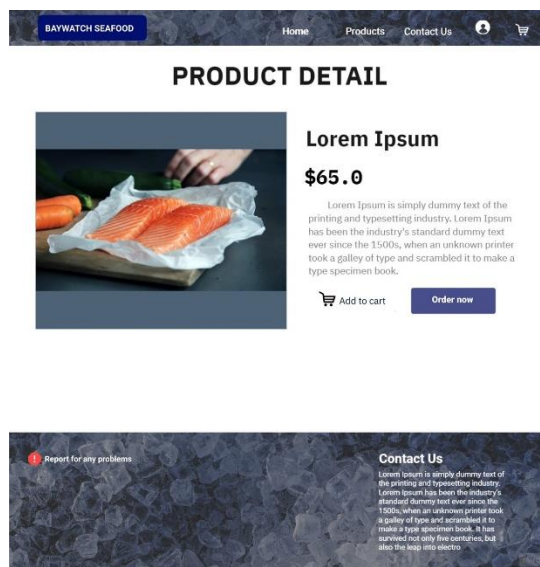 BAYWATCH SEAFOOD
Home Products Contact Us
PRODUCT DETAIL
Lorem Ipsum
$65.0
Lorem Ipsum is simply dummy text of the
printing and typesetting industry. Lorem Ipsum
has been the industry's standard dummy text
ever since the 1500s, when an unknown printer
took a galley of type and scrambled it to make a
type specimen book.
Add to cart
Order now
! Report for any problems
Contact Us
Lorem Ipsum is simply dummy text of
the printing and typesetting industry.
Lorem Ipsum has been the industry's
standard dummy text ever since the
1500s, when an unknown printer took
a galley of type and scrambled it to
make a type specimen book. It has
survived not only five centuries, but
also the leap into electro